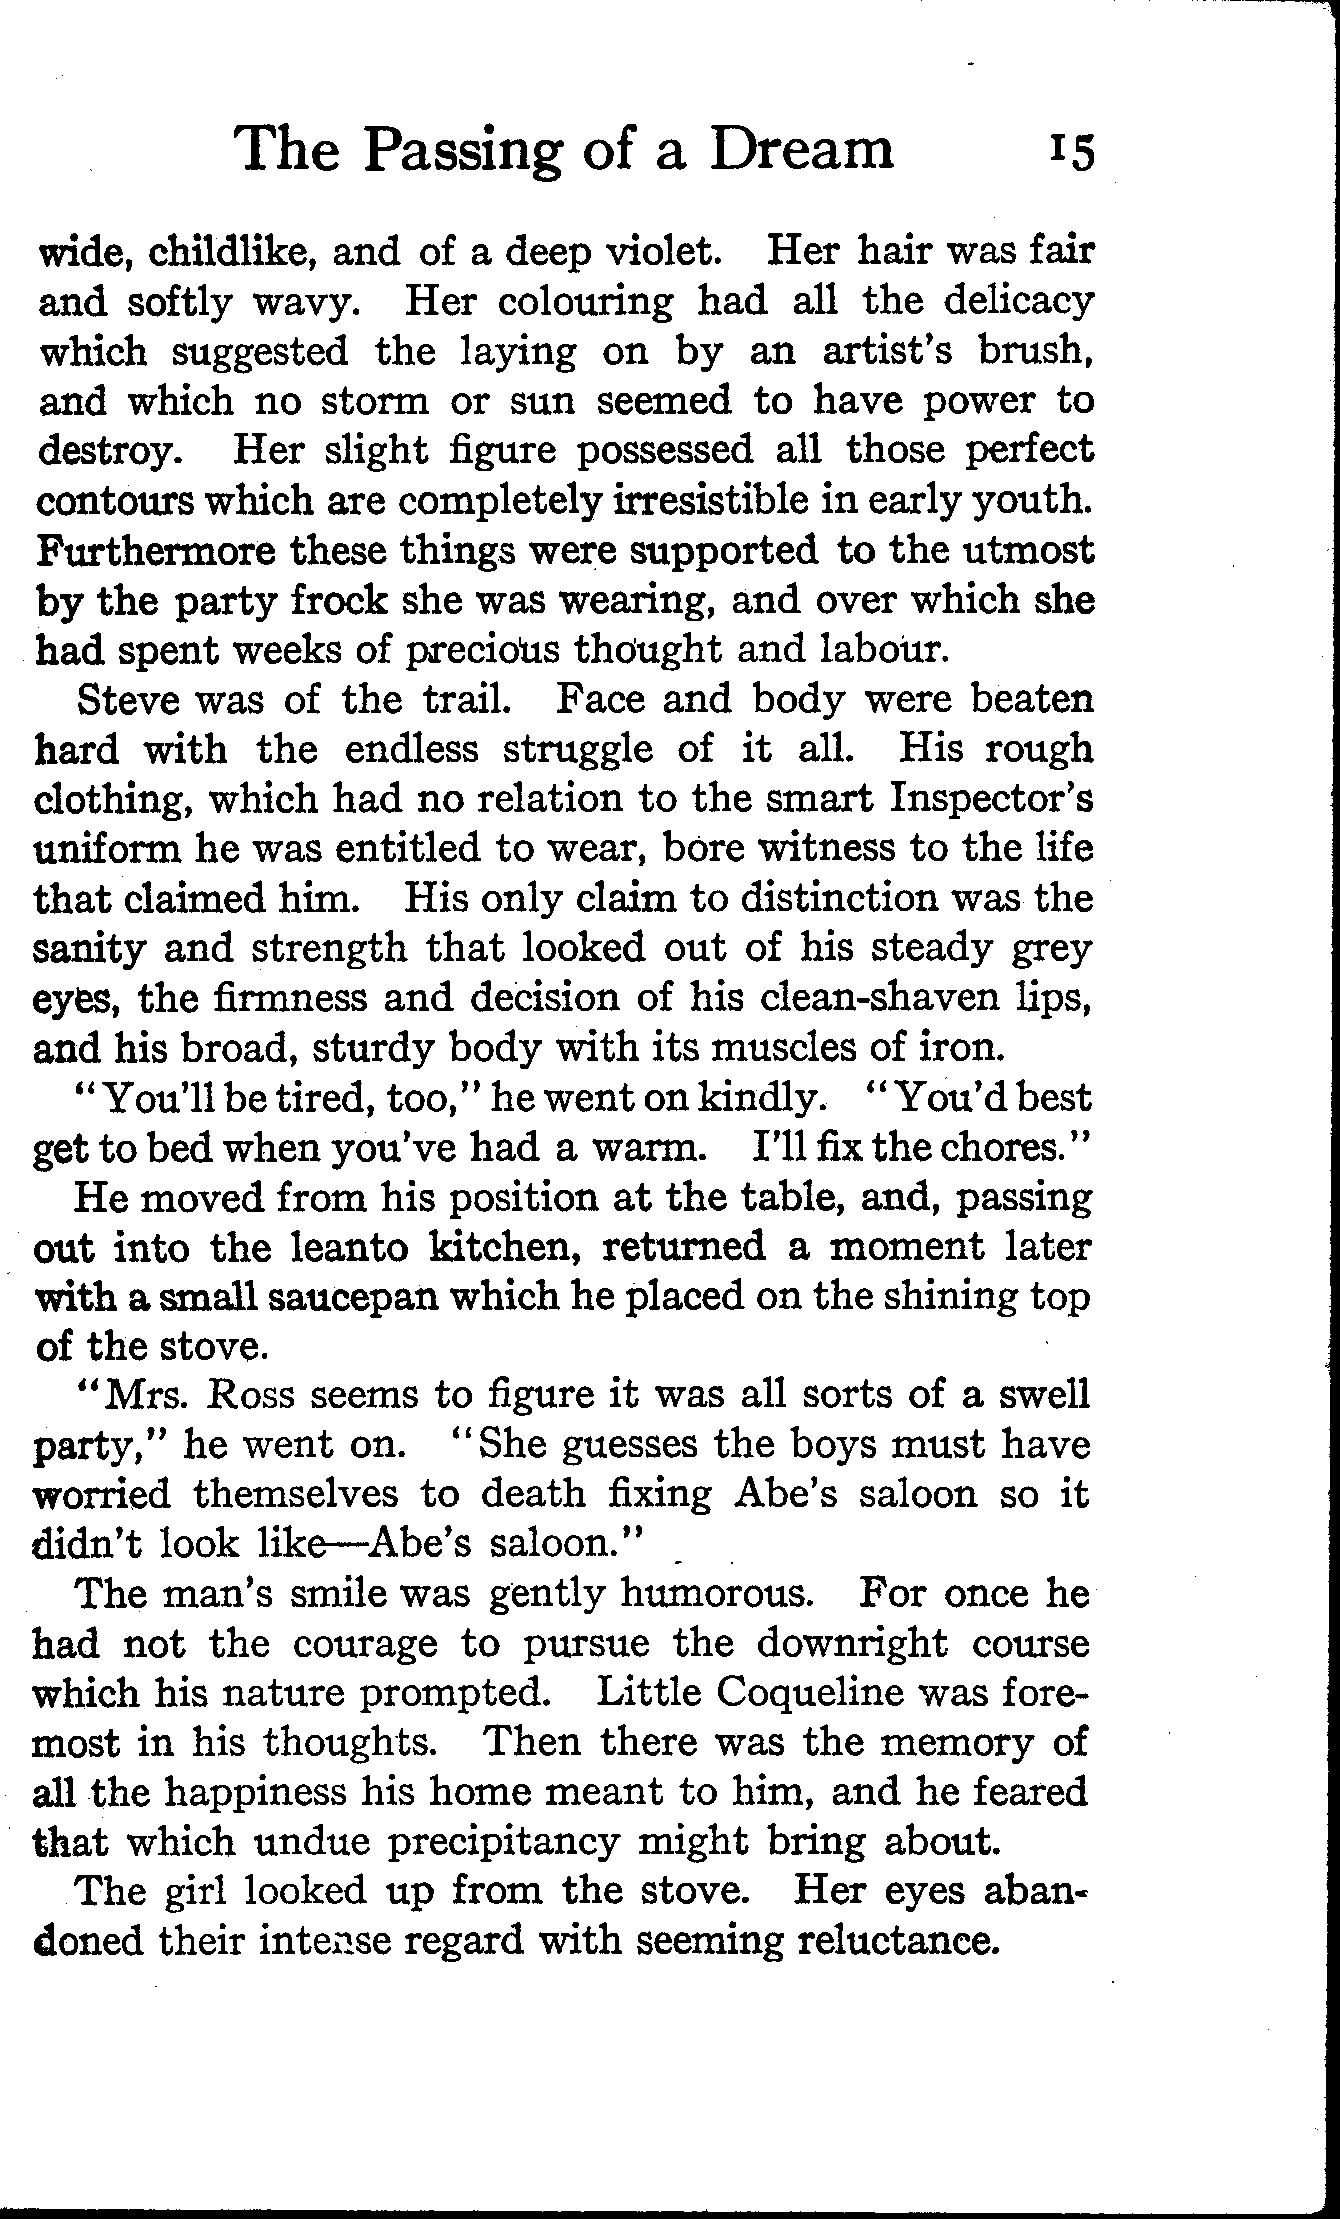 The Passing of a Dream 15
wide, childlike, and of a deep violet. Her hair was fair
and softly wavy. Her colouring had all the delicacy
which suggested the laying on by an artist's brush,
and which no storm or sun seemed to have power to
destroy. Her slight figure possessed all those perfect
contours which are completely irresistible in early youth.
Furthermore these things were supported to the utmost
by the party frock she was wearing, and over which she
had spent weeks of precious thought and labour.
Steve was of the trail. Face and body were beaten
hard with the endless struggle of it all. His rough
clothing, which had no relation to the smart Inspector's
uniform he was entitled to wear, bore witness to the life
that claimed him. His only claim to distinction was the
sanity and strength that looked out of his steady grey
eyes, the firmness and decision of his clean-shaven lips,
and his broad, sturdy body with its muscles of iron.
"You'll be tired, too," he went on kindly. "You'd best
get to bed when you've had a warm. I'll fix the chores."
He moved from his position at the table, and, passing
out into the leanto kitchen, returned a moment later
with a small saucepan which he placed on the shining top
of the stove.
"Mrs. Ross seems to figure it was all sorts of a swell
party," he went on. "She guesses the boys must have
worried themselves to death fixing Abe's saloon so it
didn't look like—Abe's saloon."
The man's smile was gently humorous. For once he
had not the courage to pursue the downright course
which his nature prompted. Little Coqueline was fore-
most in his thoughts. Then there was the memory of
all the happiness his home meant to him, and he feared
that which undue precipitancy might bring about.
The girl looked up from the stove. Her eyes aban-
doned their intense regard with seeming reluctance.